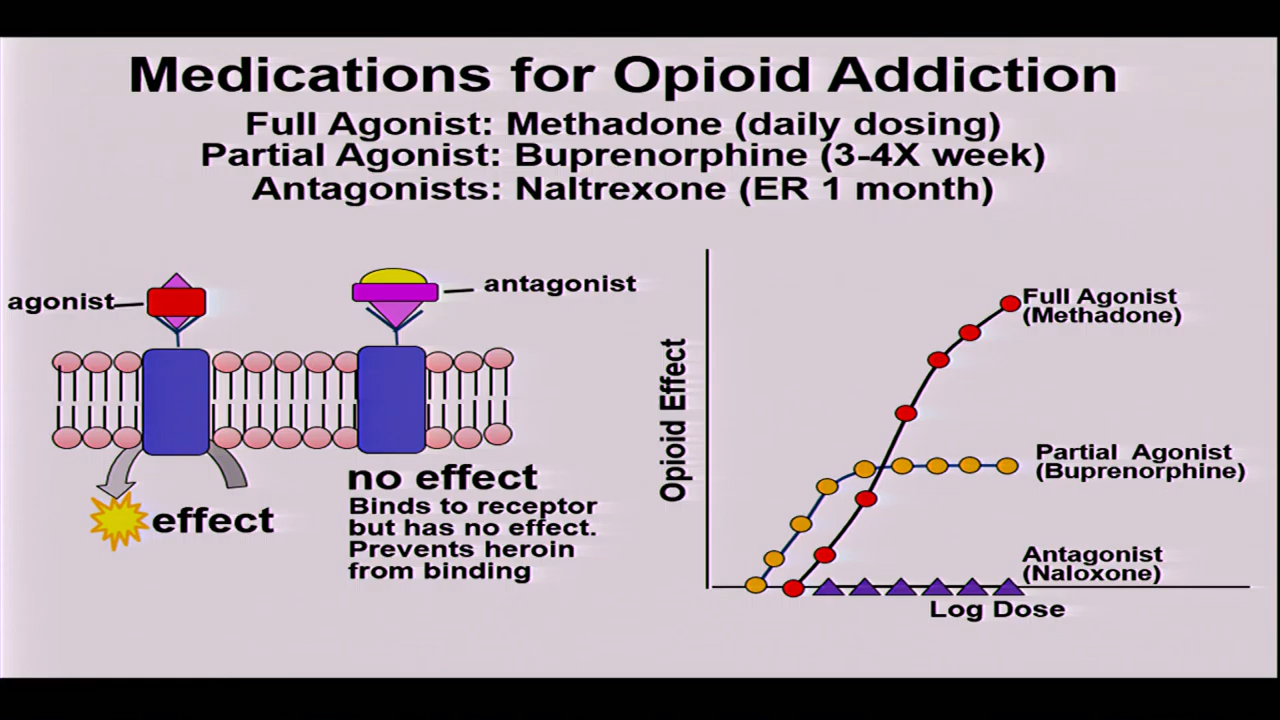 Medications for Opioid Addiction
Full Agonist: Methadone (daily dosing)
Partial Agonist: Buprenorphine (3-4X week)
Antagonists: Naltrexone (ER 1 month)
agonist
antagonist
effect
no effect
Binds to receptor
but has no effect.
Prevents heroin
from binding
Opioid Effect
Full Agonist
(Methadone)
Partial Agonist
(Buprenorphine)
Antagonist
(Naloxone)
Log Dose